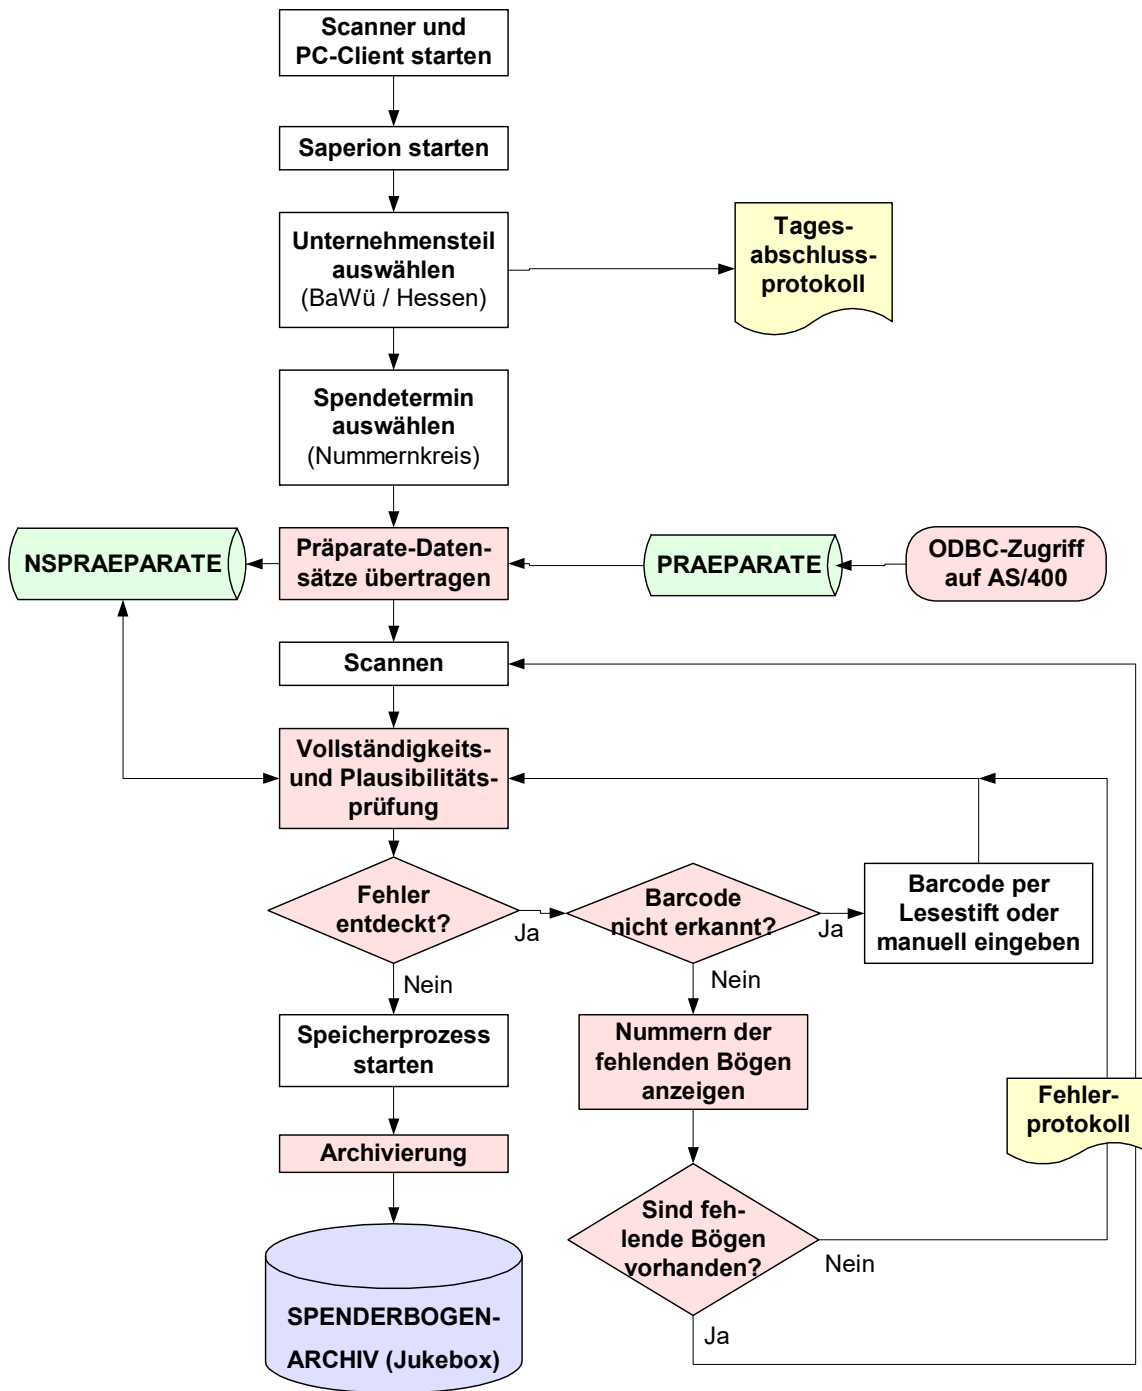 Scanner und
PC-Client starten
Saperion starten
Unternehmensteil
auswählen
(BaWü / Hessen)
Tages-
abschluss-
protokoll
Spendetermin
auswählen
(Nummernkreis)
NSPRAEPARATE
Präparate-Daten-
sätze übertragen
PRAEPARATE
ODBC-Zugriff
auf AS/400
Scannen
Vollständigkeits-
und Plausibilitäts-
prüfung
Fehler
entdeckt?
Ja
Barcode
nicht erkannt?
Ja
Barcode per
Lesestift oder
manuell eingeben
Nein
Nein
Speicherprozess
starten
Nummern der
fehlenden Bögen
anzeigen
Fehler-
protokoll
Archivierung
Sind feh-
lende Bögen
vorhanden?
Nein
Ja
SPENDERBOGEN-
ARCHIV (Jukebox)